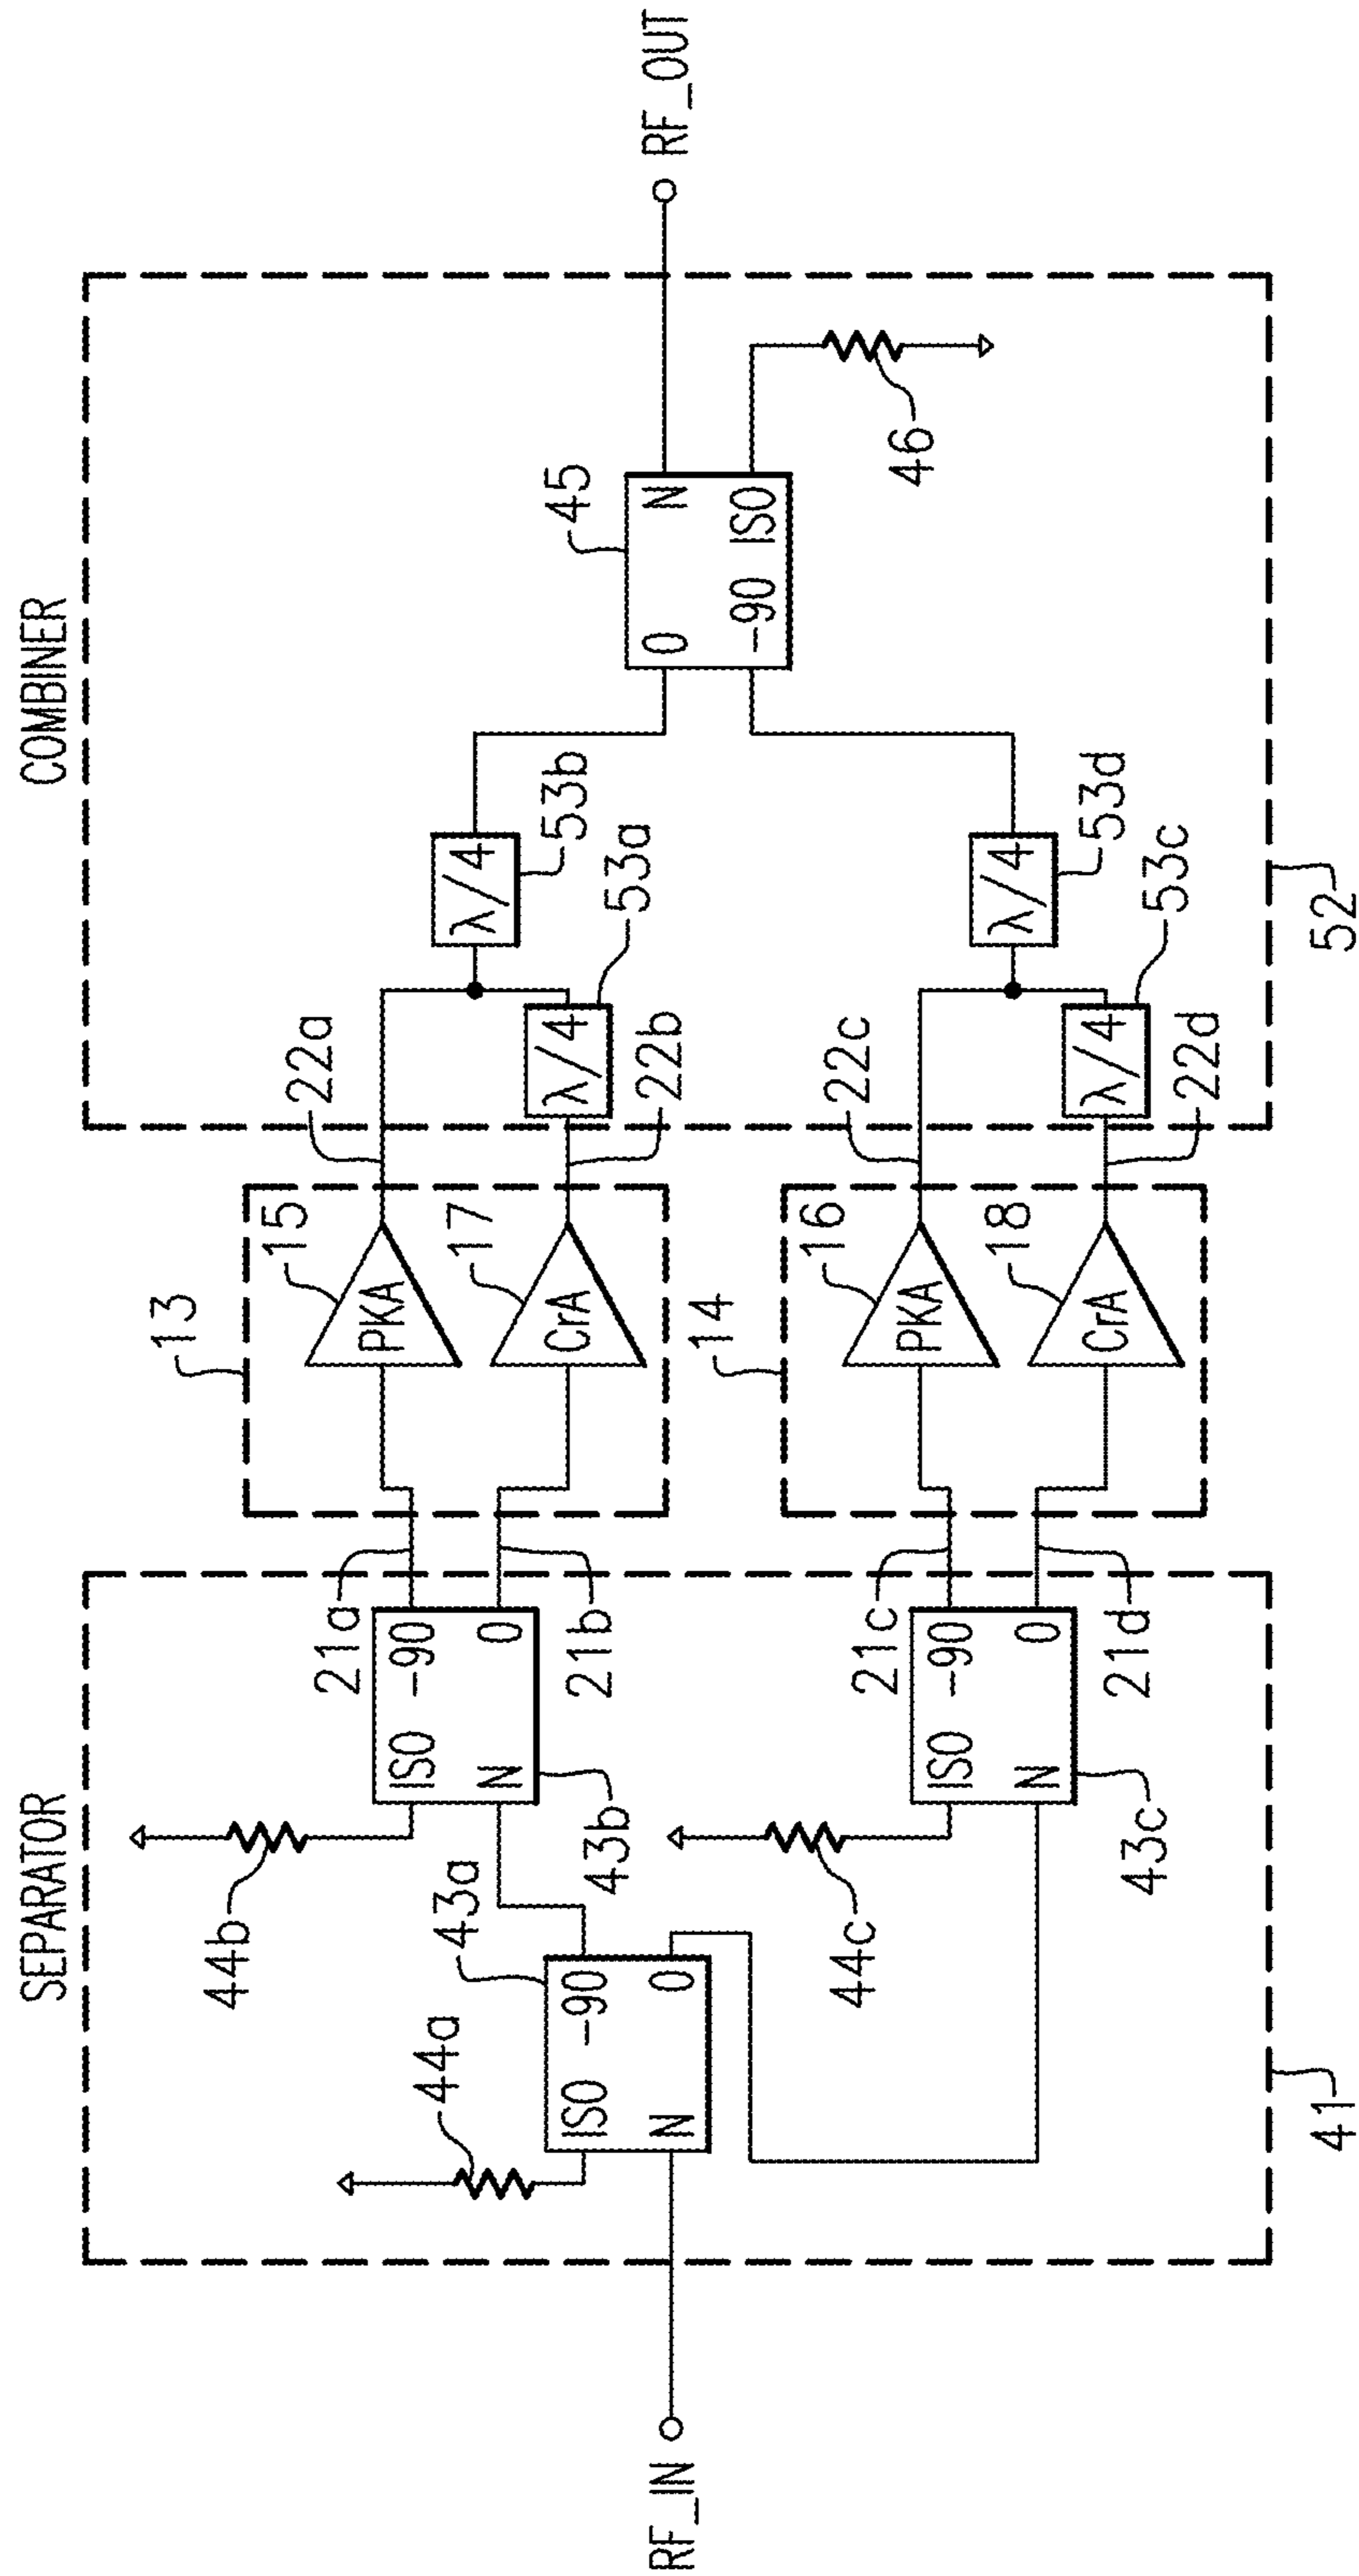 SEPARATOR
COMBINER
RF_IN
44a
ISO -90
N 0
43a
44b
ISO -90
N 0
43b
44c
ISO -90
N 0
43c
41
21a
21b
21c
21d
13
PKA
15
CrA
17
14
PKA
16
CrA
18
22a
22b
22c
22d
λ/4
53a
λ/4
53b
λ/4
53c
λ/4
53d
0 N
-90 ISO
45
46
52
RF_OUT